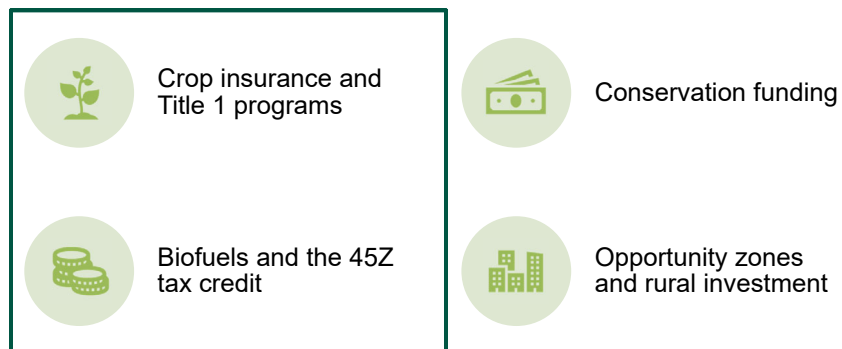 Crop insurance and
Title 1 programs
Conservation funding
Biofuels and the 45Z
tax credit
Opportunity zones
and rural investment